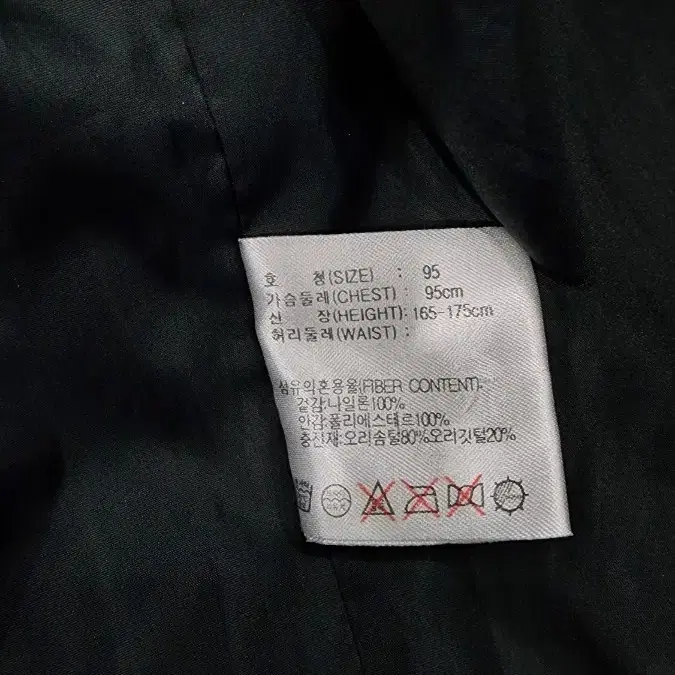 호 칭(SIZE) : 95
가슴둘레(CHEST) : 95cm
신 장(HEIGHT): 165-175cm
허리둘레(WAIST) :
섬유의혼용율(FIBER CONTENT).
겉감:나일론100%
안감:폴리에스테르100%
충전재:오리솜털80%오리깃털20%